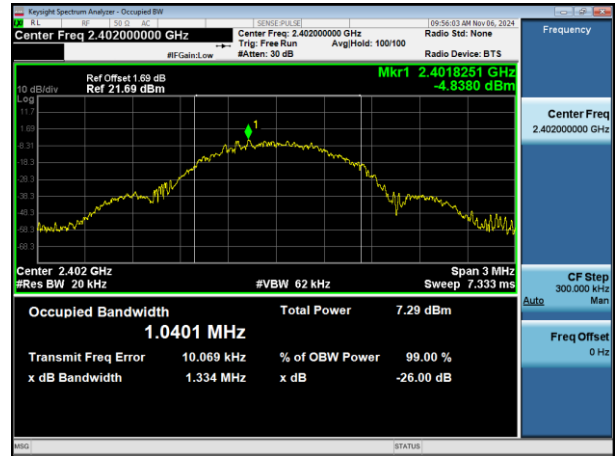 Keysight Spectrum Analyzer - Occupied BW
RL RF 50 Ω AC SENSE:PULSE 09:56:03 AM Nov 06, 2024
Center Freq 2.402000000 GHz Center Freq: 2.402000000 GHz Radio Std: None Frequency
Trig: Free Run Avg|Hold: 100/100
#IFGain:Low #Atten: 30 dB Radio Device: BTS
Ref Offset 1.69 dB Mkr1 2.4018251 GHz
10 dB/div Ref 21.69 dBm -4.8380 dBm
Log
11.7
1.69
-8.31
-18.3
-28.3
-38.3
-48.3
-58.3
-68.3
1
Center Freq
2.402000000 GHz
Center 2.402 GHz Span 3 MHz
#Res BW 20 kHz #VBW 62 kHz Sweep 7.333 ms
CF Step
300.000 kHz
Auto Man
Occupied Bandwidth Total Power 7.29 dBm
1.0401 MHz
Freq Offset
0 Hz
Transmit Freq Error 10.069 kHz % of OBW Power 99.00 %
x dB Bandwidth 1.334 MHz x dB -26.00 dB
MSG STATUS